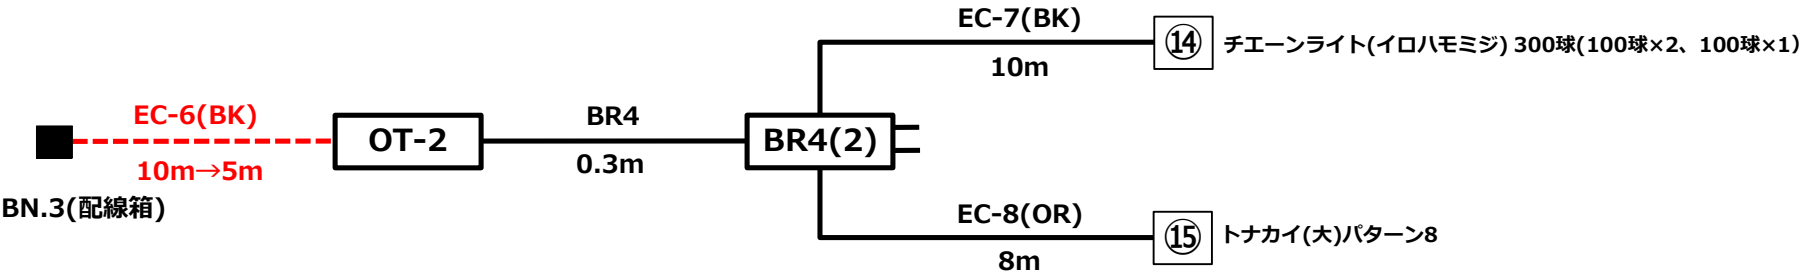 EC-7(BK)
⑭
チエーンライト(イロハモミジ) 300球(100球×2、100球×1)
10m
EC-6(BK)
OT-2
BR4
BR4(2)
10m→5m
0.3m
BN.3(配線箱)
EC-8(OR)
⑮
トナカイ(大)パターン8
8m